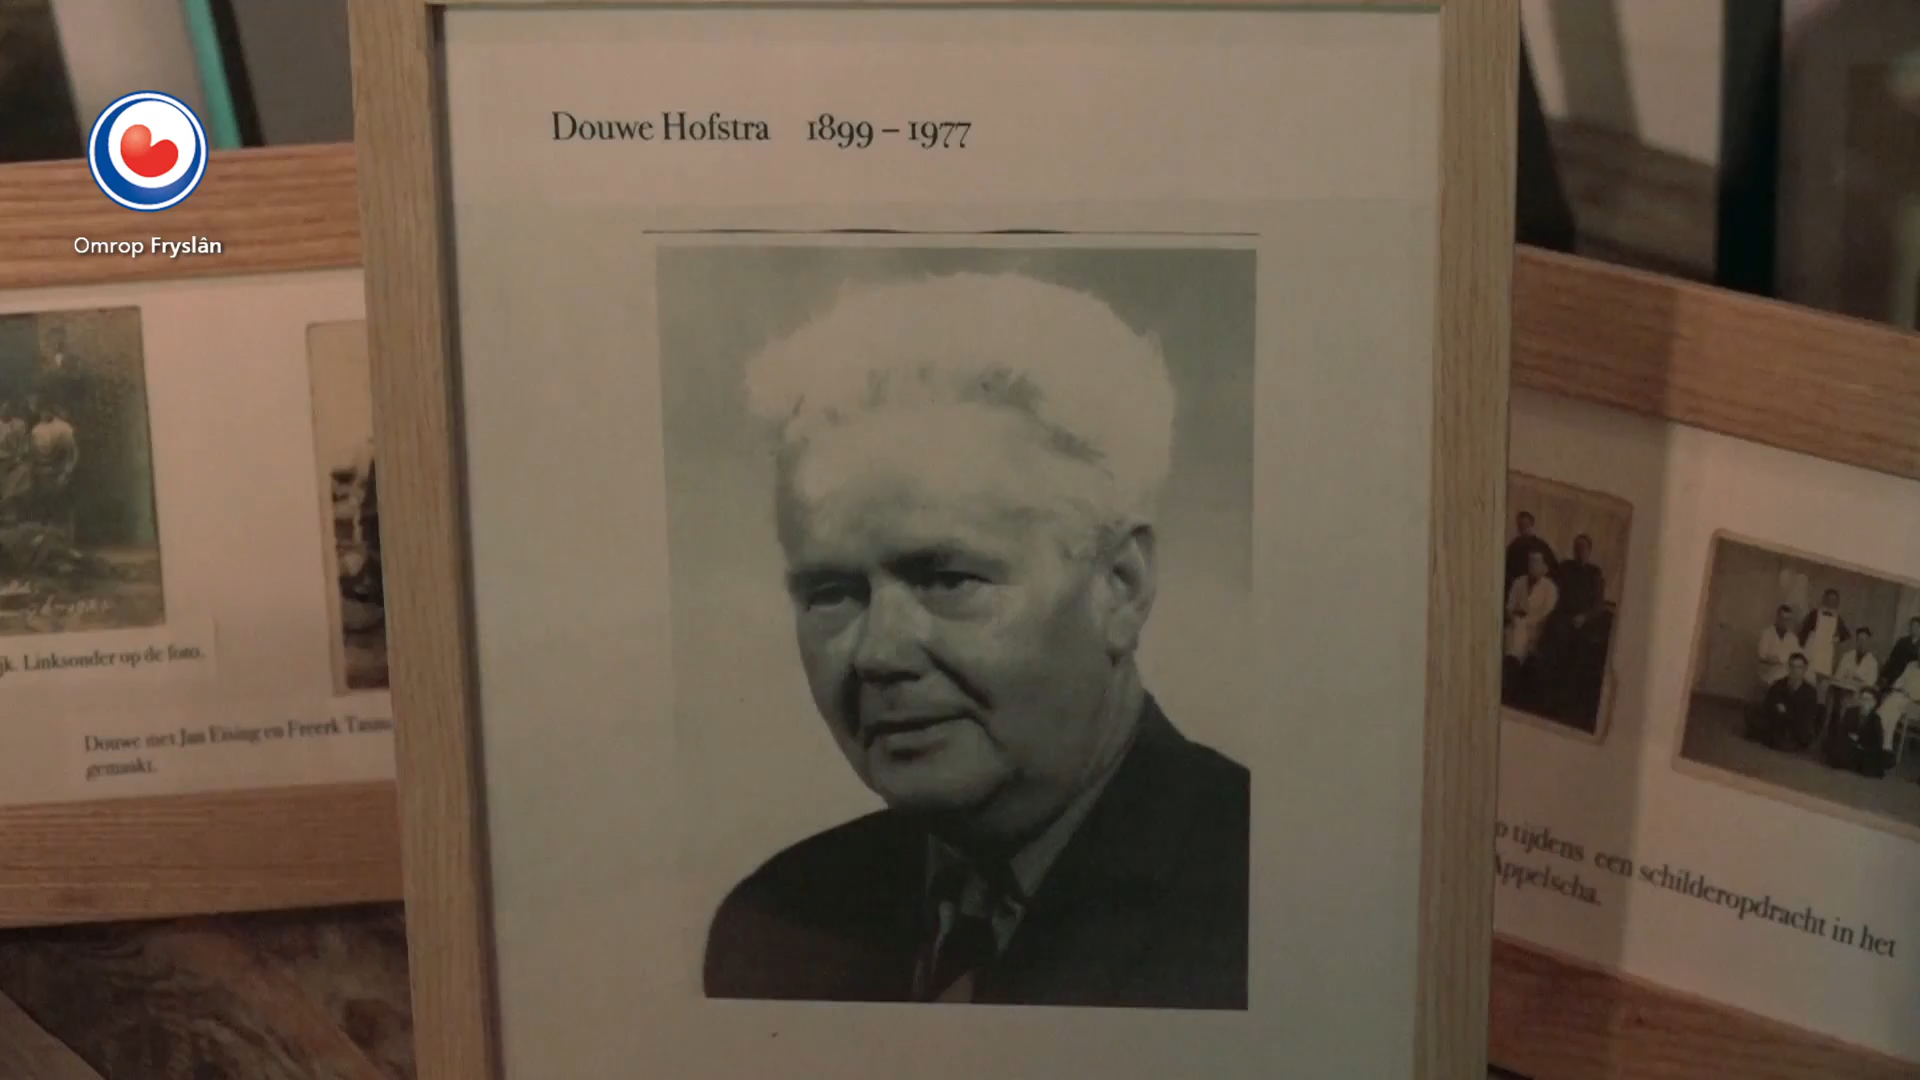 Douwe Hofstra 1899 – 1977
Omrop Fryslân
jk. Linksonder op de foto.
Douwe met Jan Eising en Freerk
gemaakt.
tijdens een schilderopdracht in het
Appelscha.